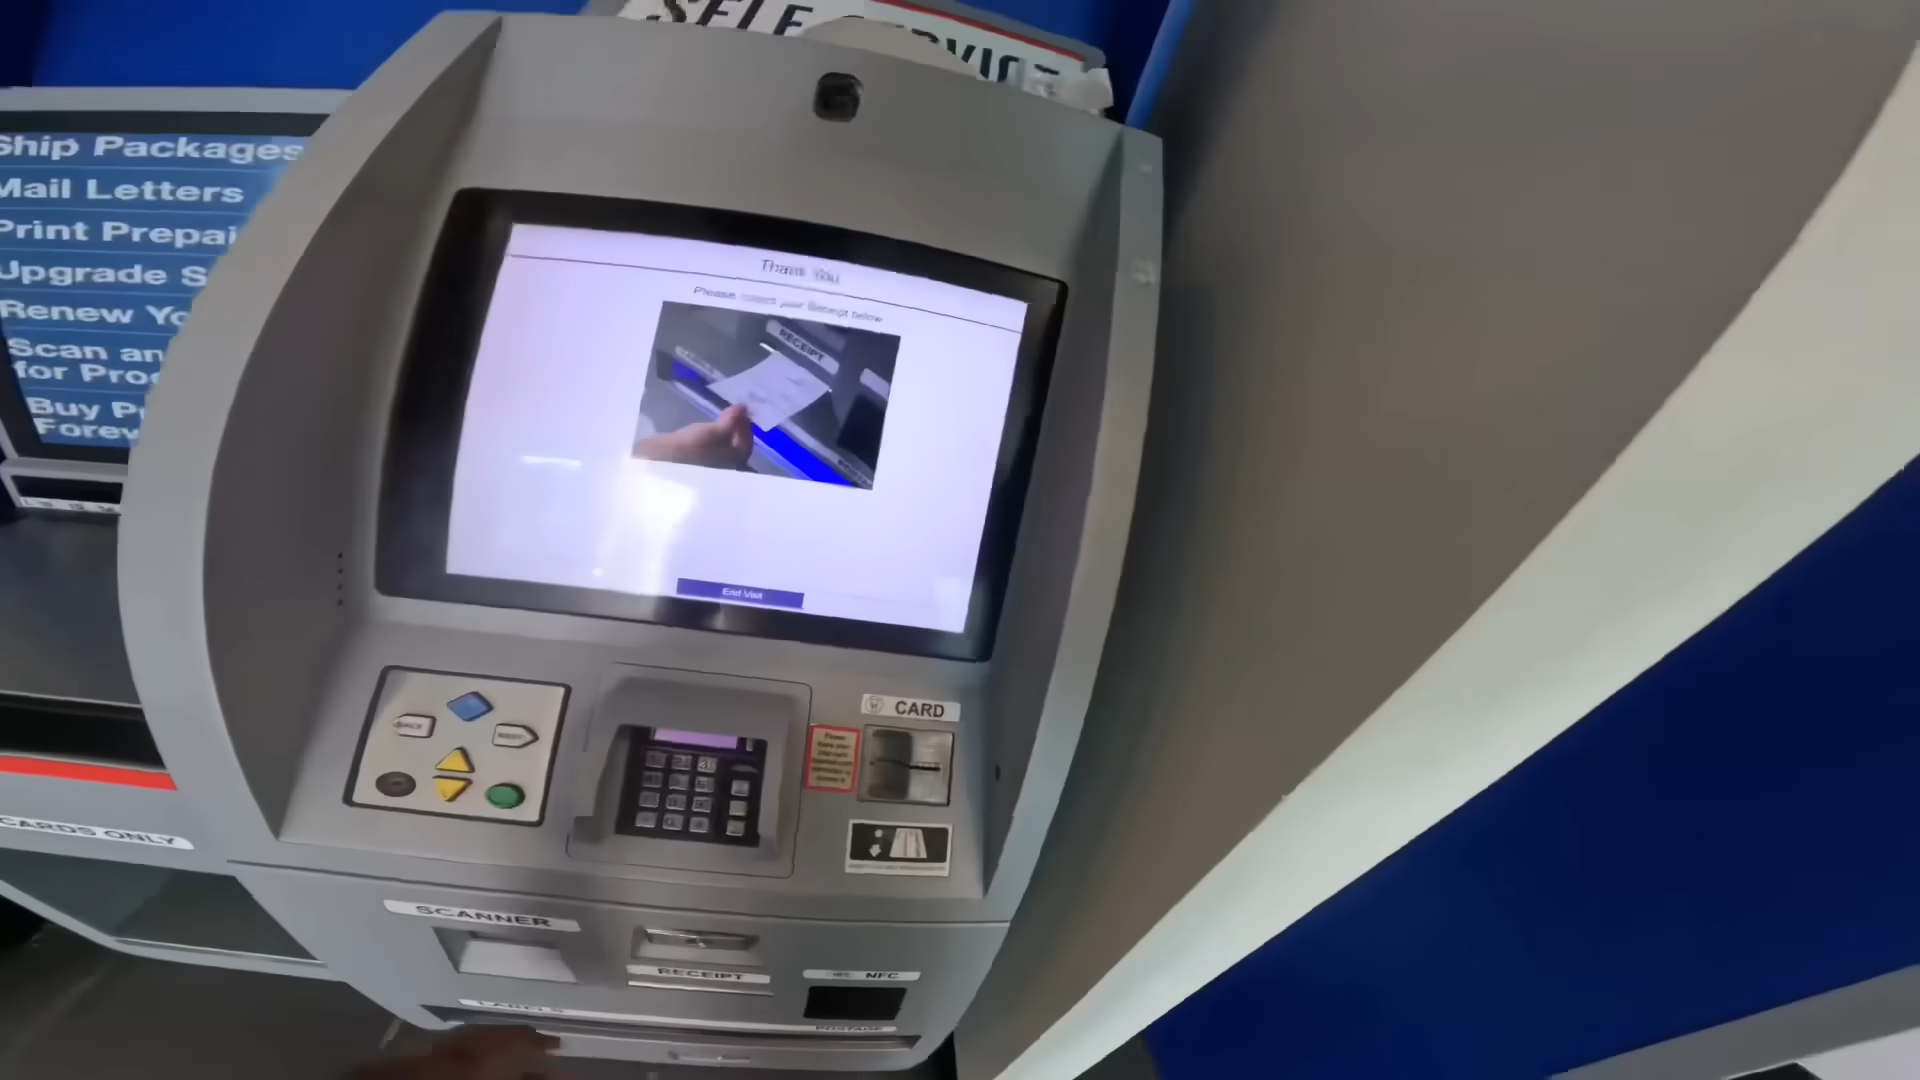 SELF SERVICE
Ship Packages
Mail Letters
Print Prepai
Upgrade S
Renew Yo
Scan an
for Pro
Buy P
Forev
Thank You
Please collect your Receipt below
RECEIPT
End Visit
BACK
NEXT
CARD
CARDS ONLY
SCANNER
RECEIPT
NFC
LABELS
POSTAGE